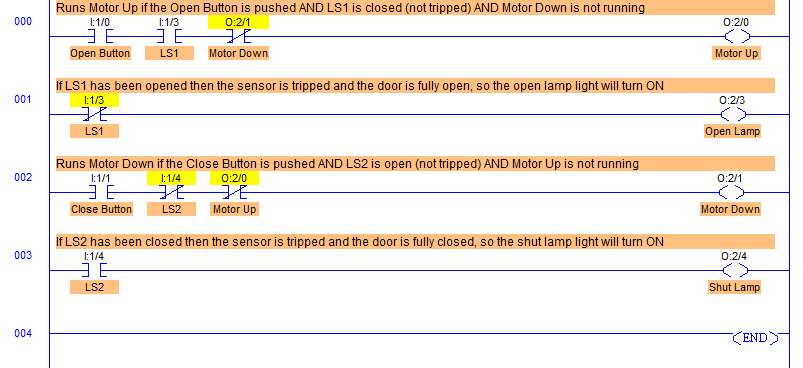 Runs Motor Up if the Open Button is pushed AND LS1 is closed (not tripped) AND Motor Down is not running
000 I:1/0 I:1/3 O:2/1 O:2/0
Open Button LS1 Motor Down Motor Up
If LS1 has been opened then the sensor is tripped and the door is fully open, so the open lamp light will turn ON
001 I:1/3 O:2/3
LS1 Open Lamp
Runs Motor Down if the Close Button is pushed AND LS2 is open (not tripped) AND Motor Up is not running
002 I:1/1 I:1/4 O:2/0 O:2/1
Close Button LS2 Motor Up Motor Down
If LS2 has been closed then the sensor is tripped and the door is fully closed, so the shut lamp light will turn ON
003 I:1/4 O:2/4
LS2 Shut Lamp
004 END